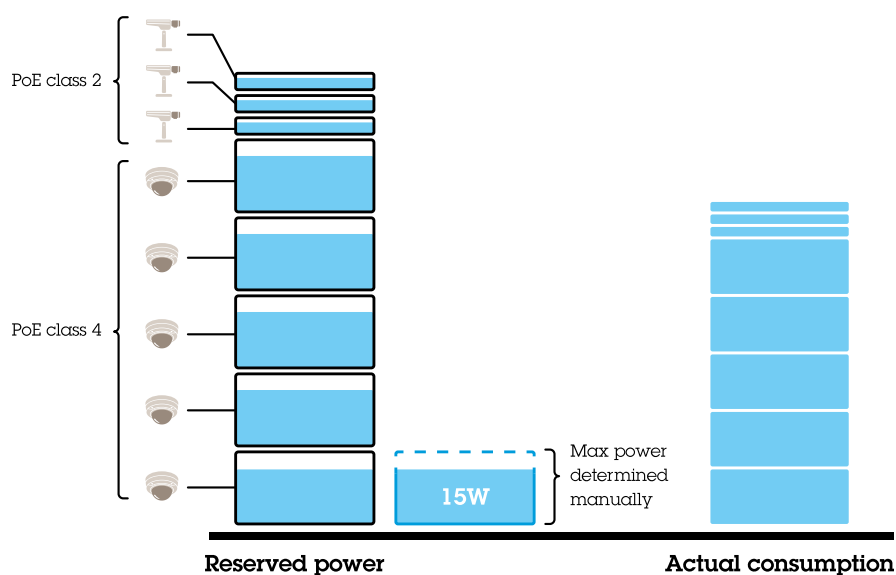 PoE class 2
PoE class 4
15W
Max power
determined
manually
Reserved power
Actual consumption